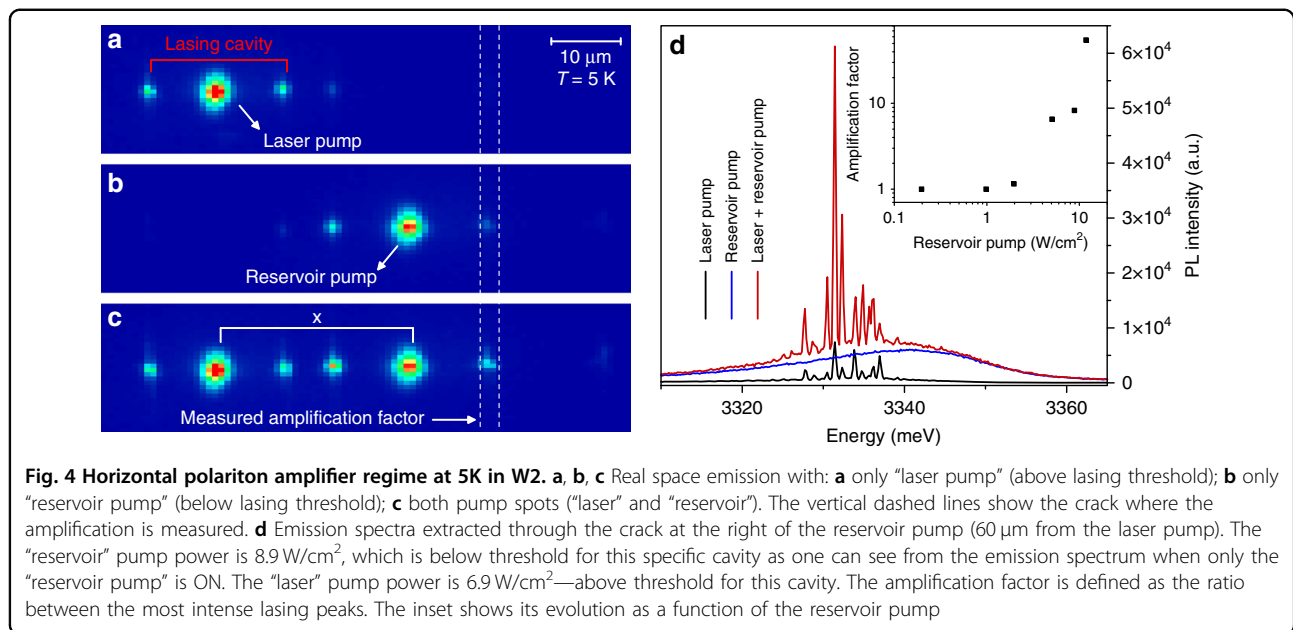 a
Lasing cavity
10 μm
T = 5 K
Laser pump
b
Reservoir pump
c
x
Measured amplification factor
d
Laser pump
Reservoir pump
Laser + reservoir pump
Amplification factor
10
1
0.1
1
10
Reservoir pump (W/cm²)
6×10⁴
5×10⁴
4×10⁴
3×10⁴
2×10⁴
1×10⁴
0
PL intensity (a.u.)
3320
3340
3360
Energy (meV)
Fig. 4 Horizontal polariton amplifier regime at 5K in W2. a, b, c Real space emission with: a only “laser pump” (above lasing threshold); b only
“reservoir pump” (below lasing threshold); c both pump spots (“laser” and “reservoir”). The vertical dashed lines show the crack where the
amplification is measured. d Emission spectra extracted through the crack at the right of the reservoir pump (60 μm from the laser pump). The
“reservoir” pump power is 8.9 W/cm², which is below threshold for this specific cavity as one can see from the emission spectrum when only the
“reservoir pump” is ON. The “laser” pump power is 6.9 W/cm²—above threshold for this cavity. The amplification factor is defined as the ratio
between the most intense lasing peaks. The inset shows its evolution as a function of the reservoir pump